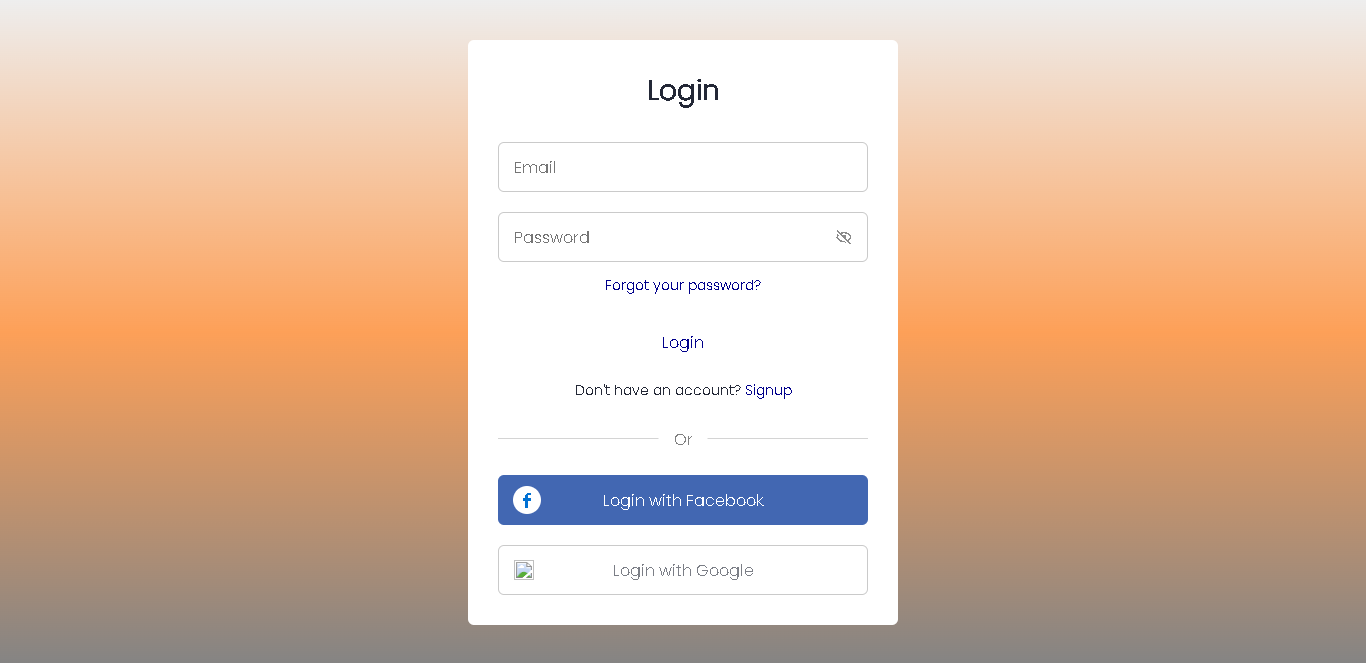 Login
Email
Password
Forgot your password?
Login
Don't have an account? Signup
Or
Login with Facebook
Login with Google